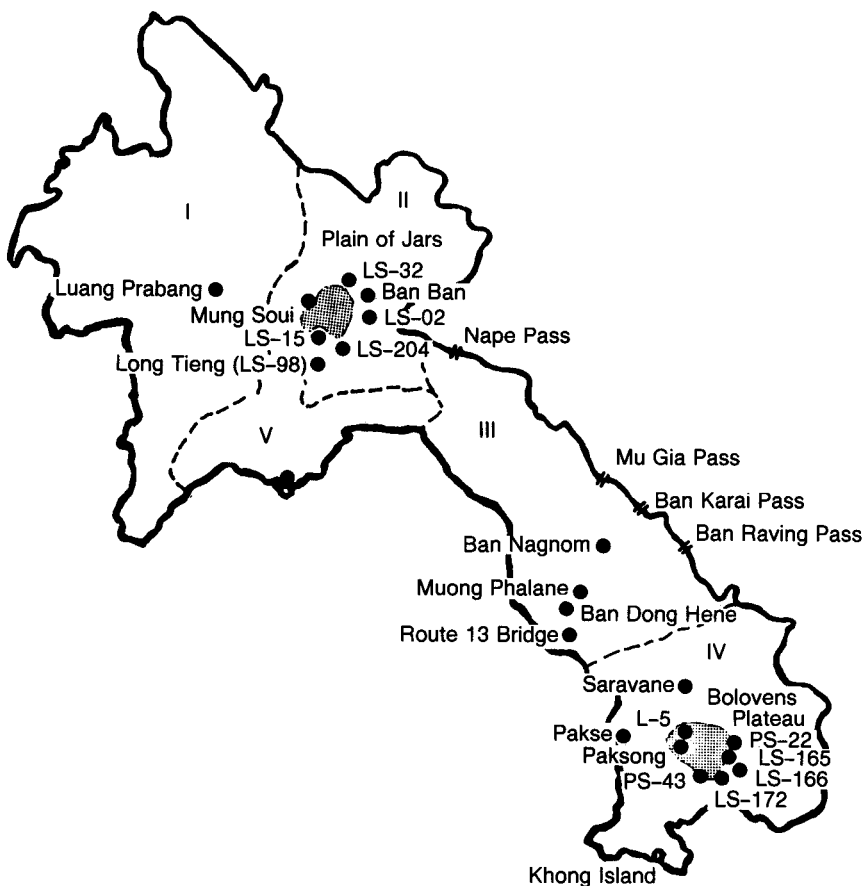 I
II
Plain of Jars
LS-32
Luang Prabang
Ban Ban
Mung Soui
LS-02
LS-15
Nape Pass
LS-204
Long Tieng (LS-98)
V
III
Mu Gia Pass
Ban Karai Pass
Ban Raving Pass
Ban Nagnom
Muong Phalane
Ban Dong Hene
Route 13 Bridge
IV
Saravane
Bolovens
Plateau
L-5
Pakse
PS-22
Paksong
LS-165
PS-43
LS-166
LS-172
Khong Island